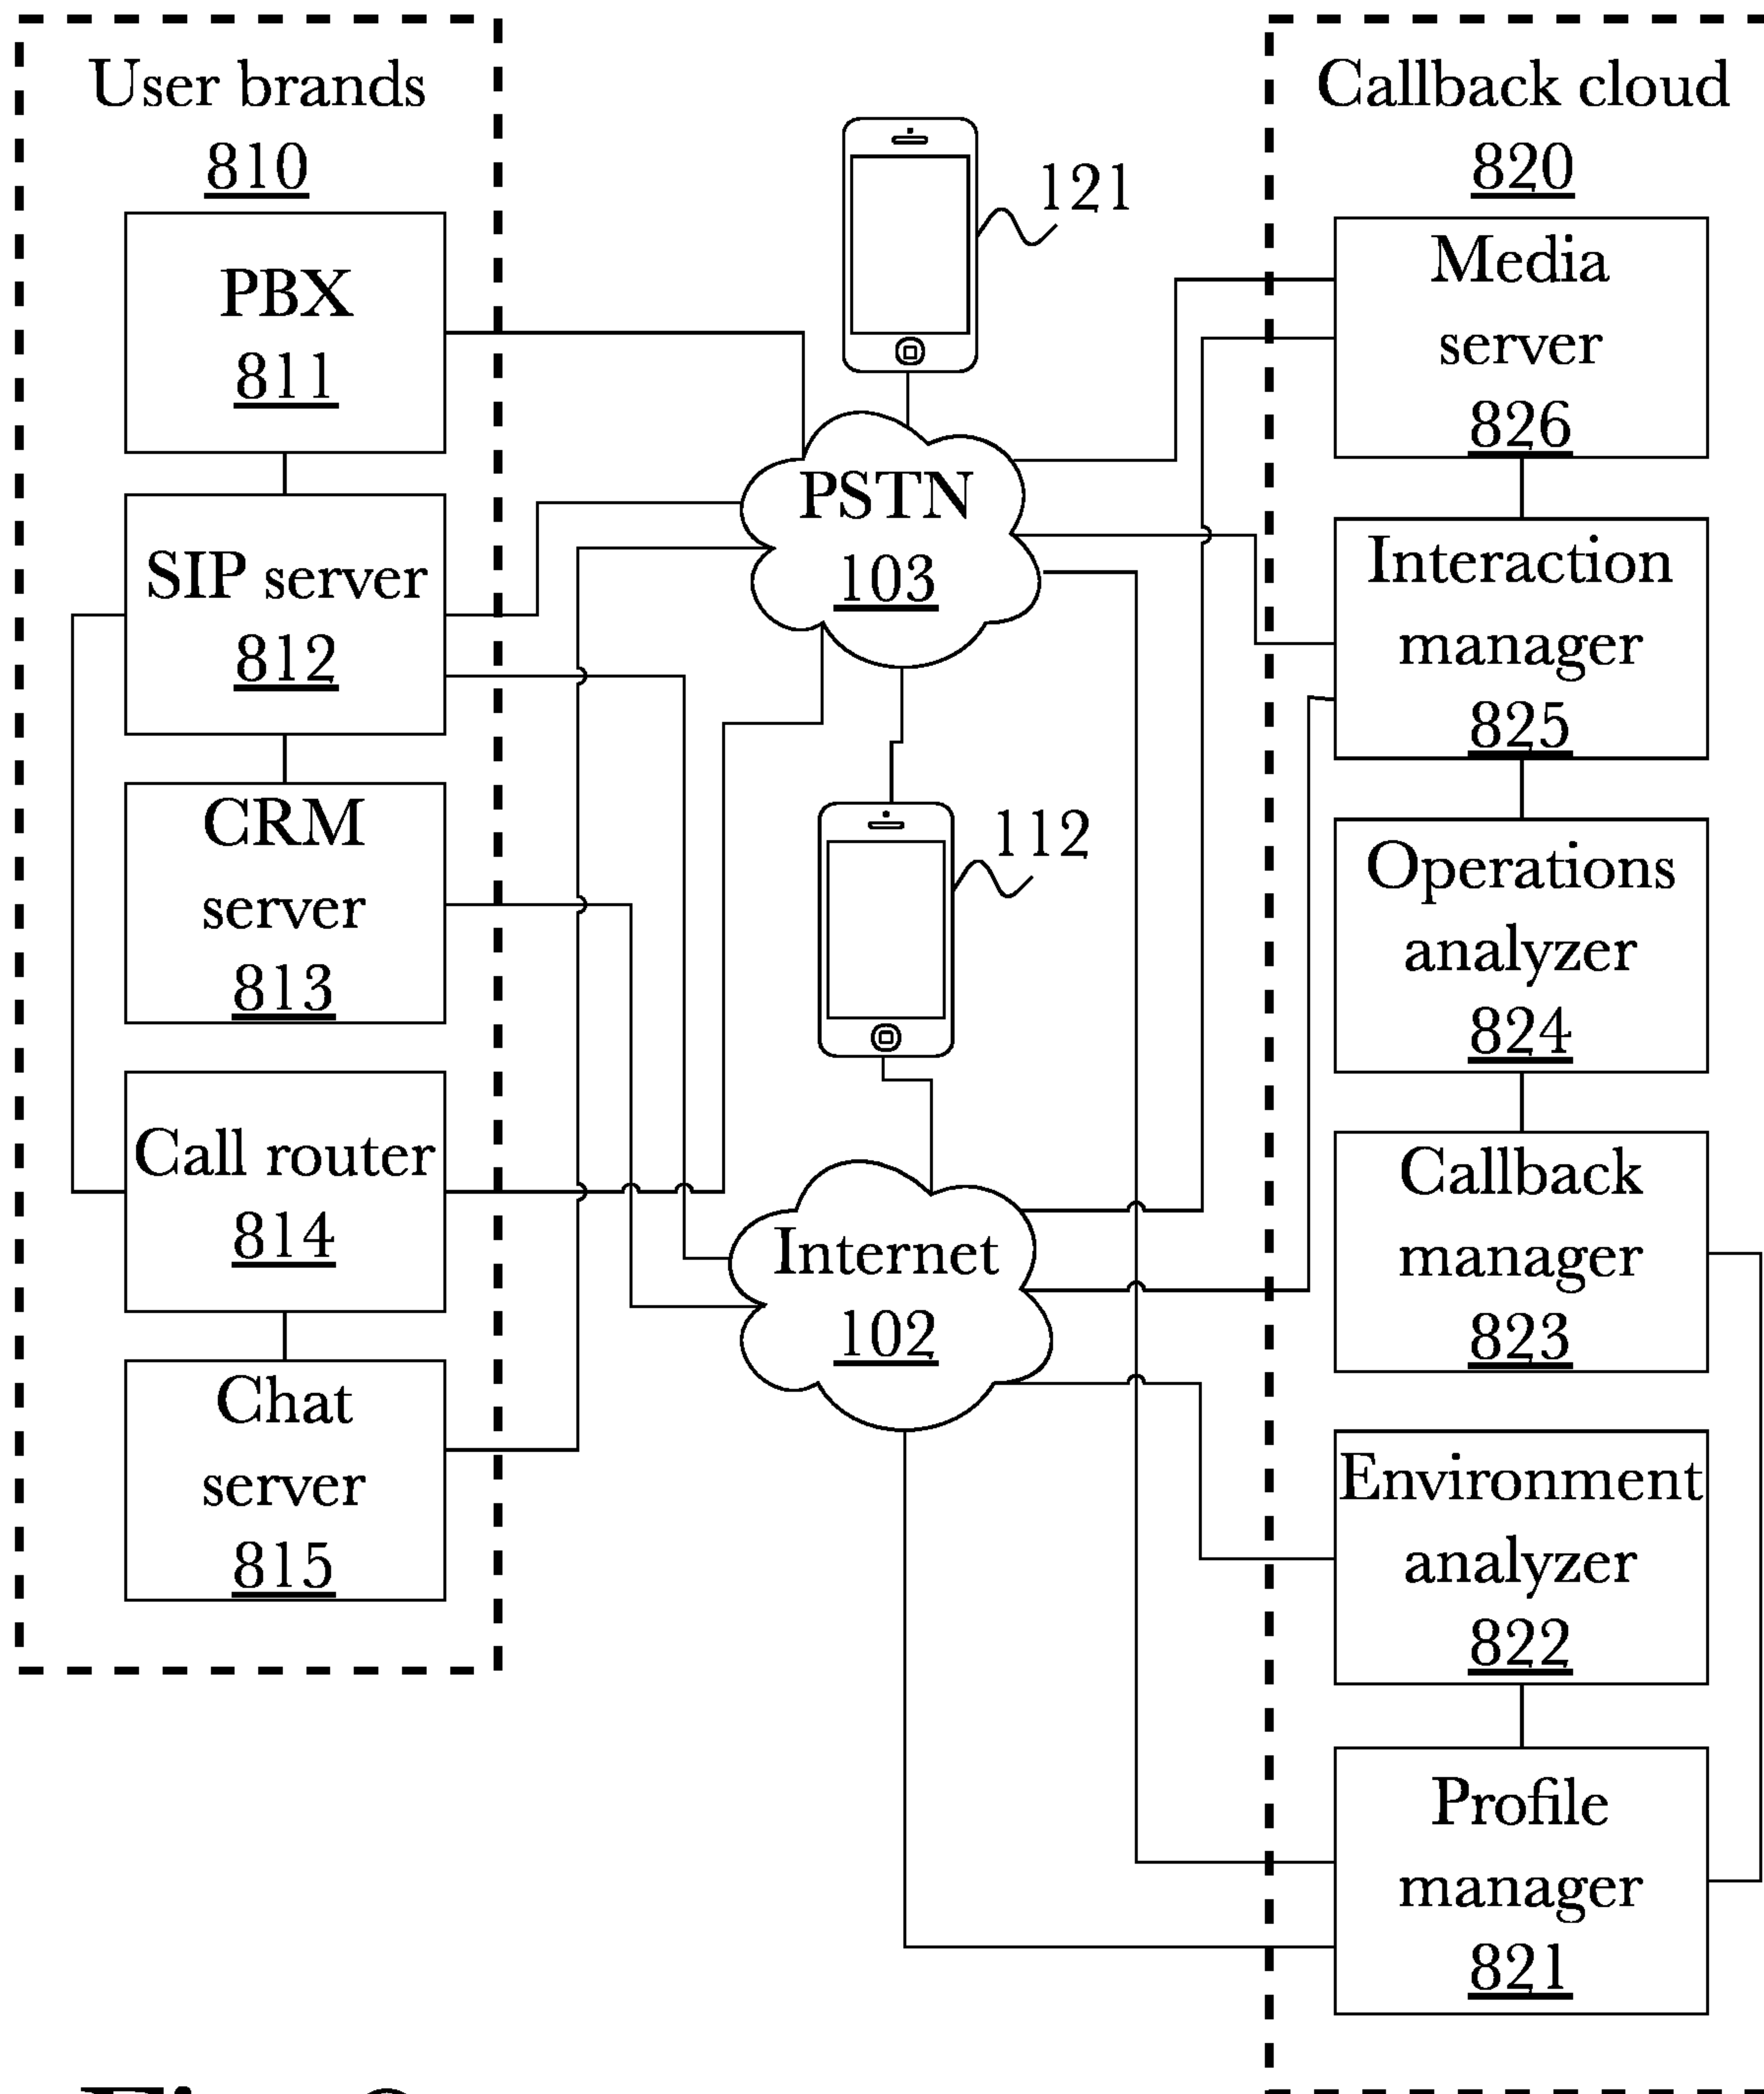 User brands
810
PBX
811
SIP server
812
CRM
server
813
Call router
814
Chat
server
815
121
PSTN
103
112
Internet
102
Callback cloud
820
Media
server
826
Interaction
manager
825
Operations
analyzer
824
Callback
manager
823
Environment
analyzer
822
Profile
manager
821